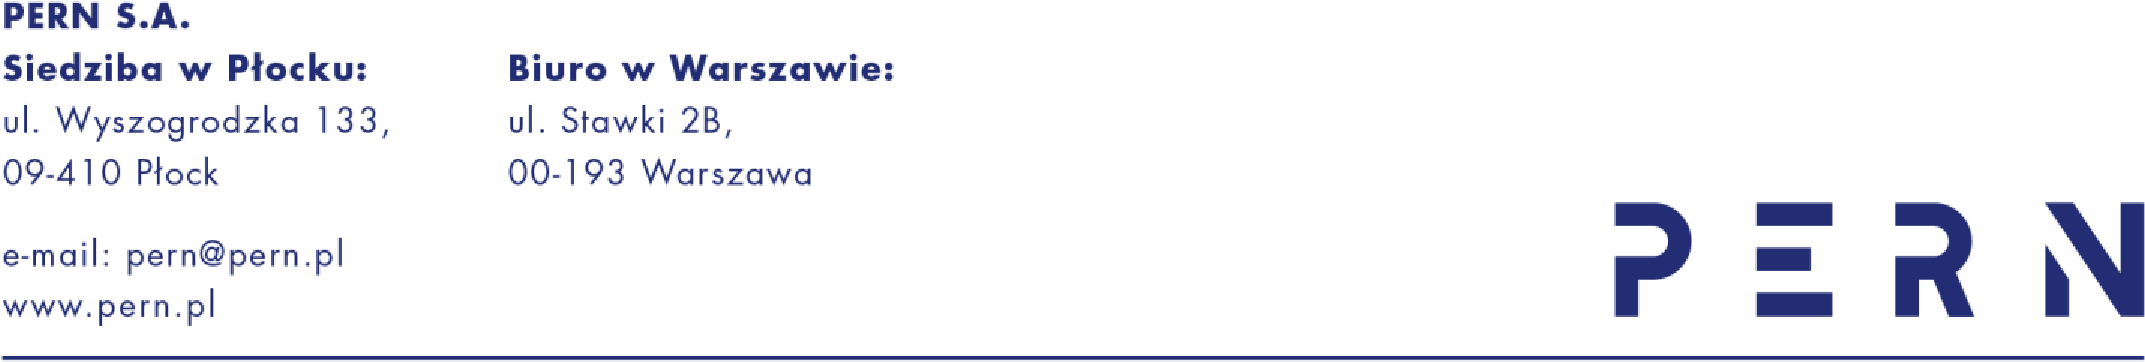 PERN S.A.
Siedziba w Płocku:
ul. Wyszogrodzka 133,
09-410 Płock
Biuro w Warszawie:
ul. Stawki 2B,
00-193 Warszawa
e-mail: pern@pern.pl
www.pern.pl
PERN